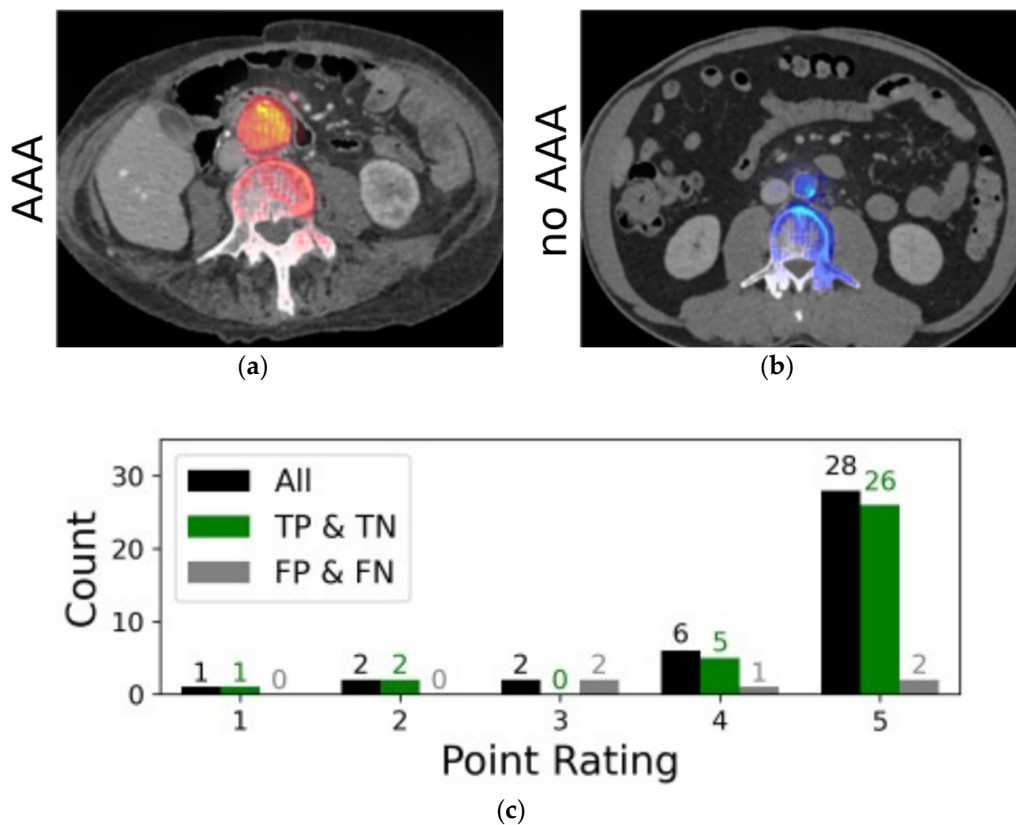 AAA
no AAA
(a)
(b)
Count
30
20
10
0
All
TP & TN
FP & FN
1 1 0
2 2 0
2 0 2
6 5 1
28 26 2
1 2 3 4 5
Point Rating
(c)